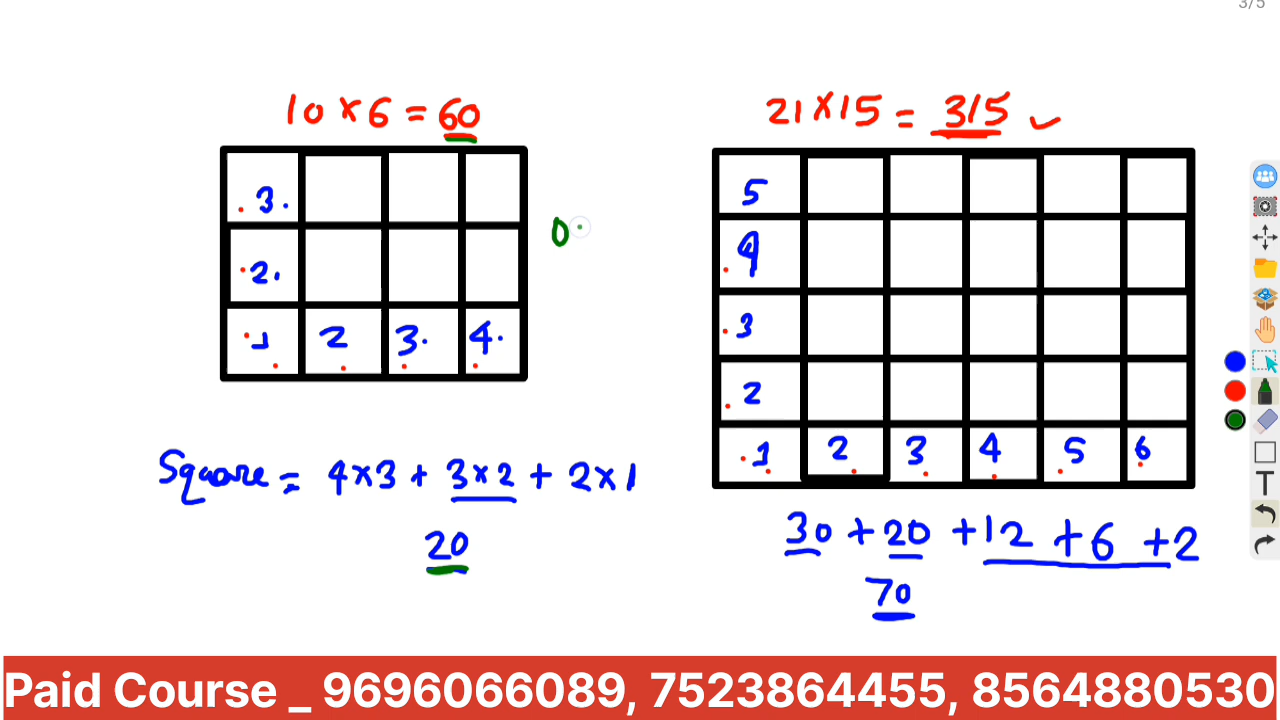 3/5
10 × 6 = 60
21 × 15 = 315 ✓
3
2
1 2 3 4
0
5
4
3
2
1 2 3 4 5 6
Square = 4×3 + 3×2 + 2×1
20
30 + 20 + 12 + 6 + 2
70
T
Paid Course _ 9696066089, 7523864455, 8564880530